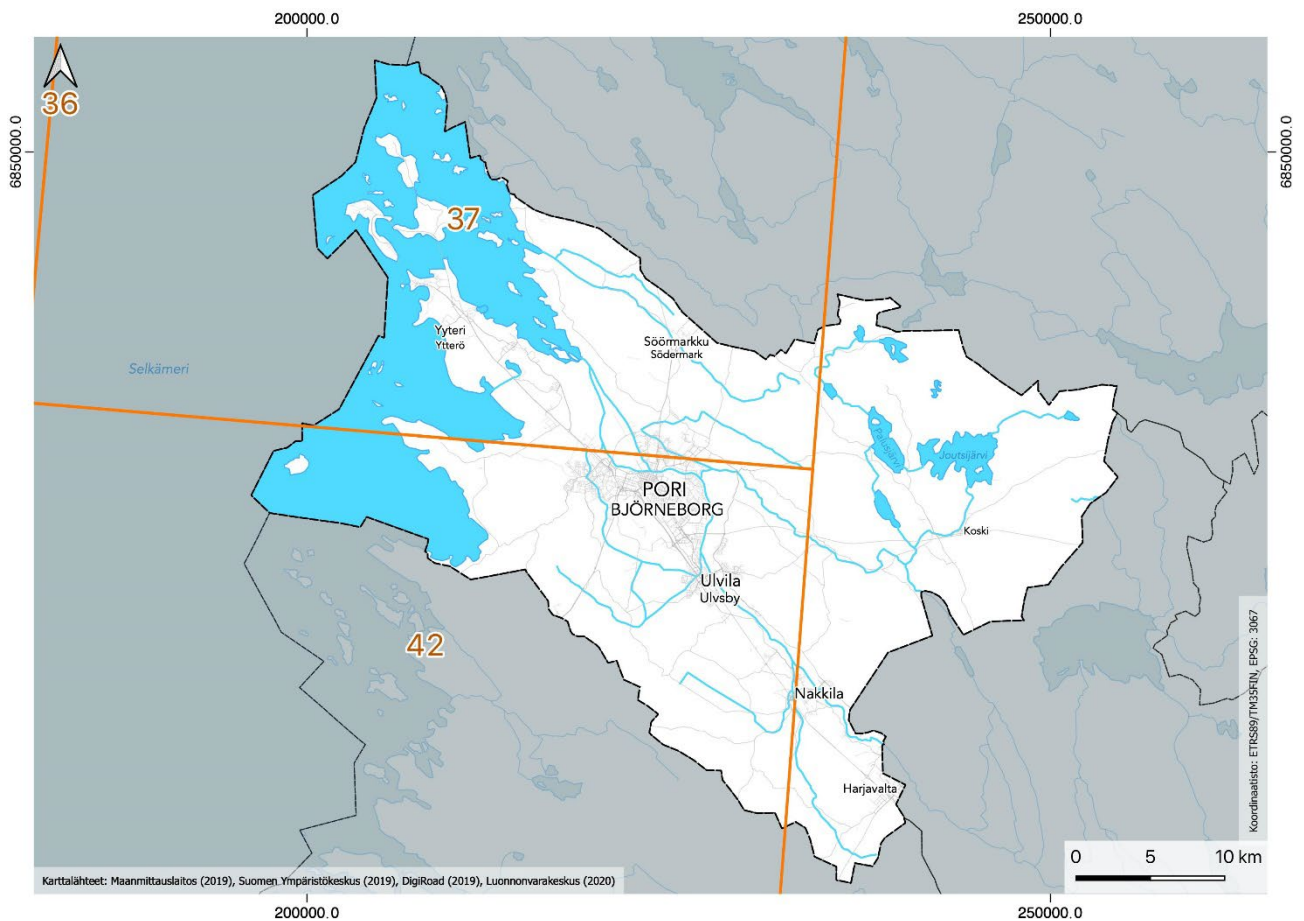 200000.0
250000.0
36
6850000.0
6850000.0
37
Yyteri
Ytterö
Söörmarkku
Södermark
Selkämeri
Palusjärvi
Joutsijärvi
PORI
BJÖRNEBORG
Koski
Ulvila
Ulvsby
42
Nakkila
Harjavalta
Koordinaatisto: ETRS89/TM35FIN, EPSG: 3067
0 5 10 km
Karttalähteet: Maanmittauslaitos (2019), Suomen Ympäristökeskus (2019), DigiRoad (2019), Luonnonvarakeskus (2020)
200000.0
250000.0